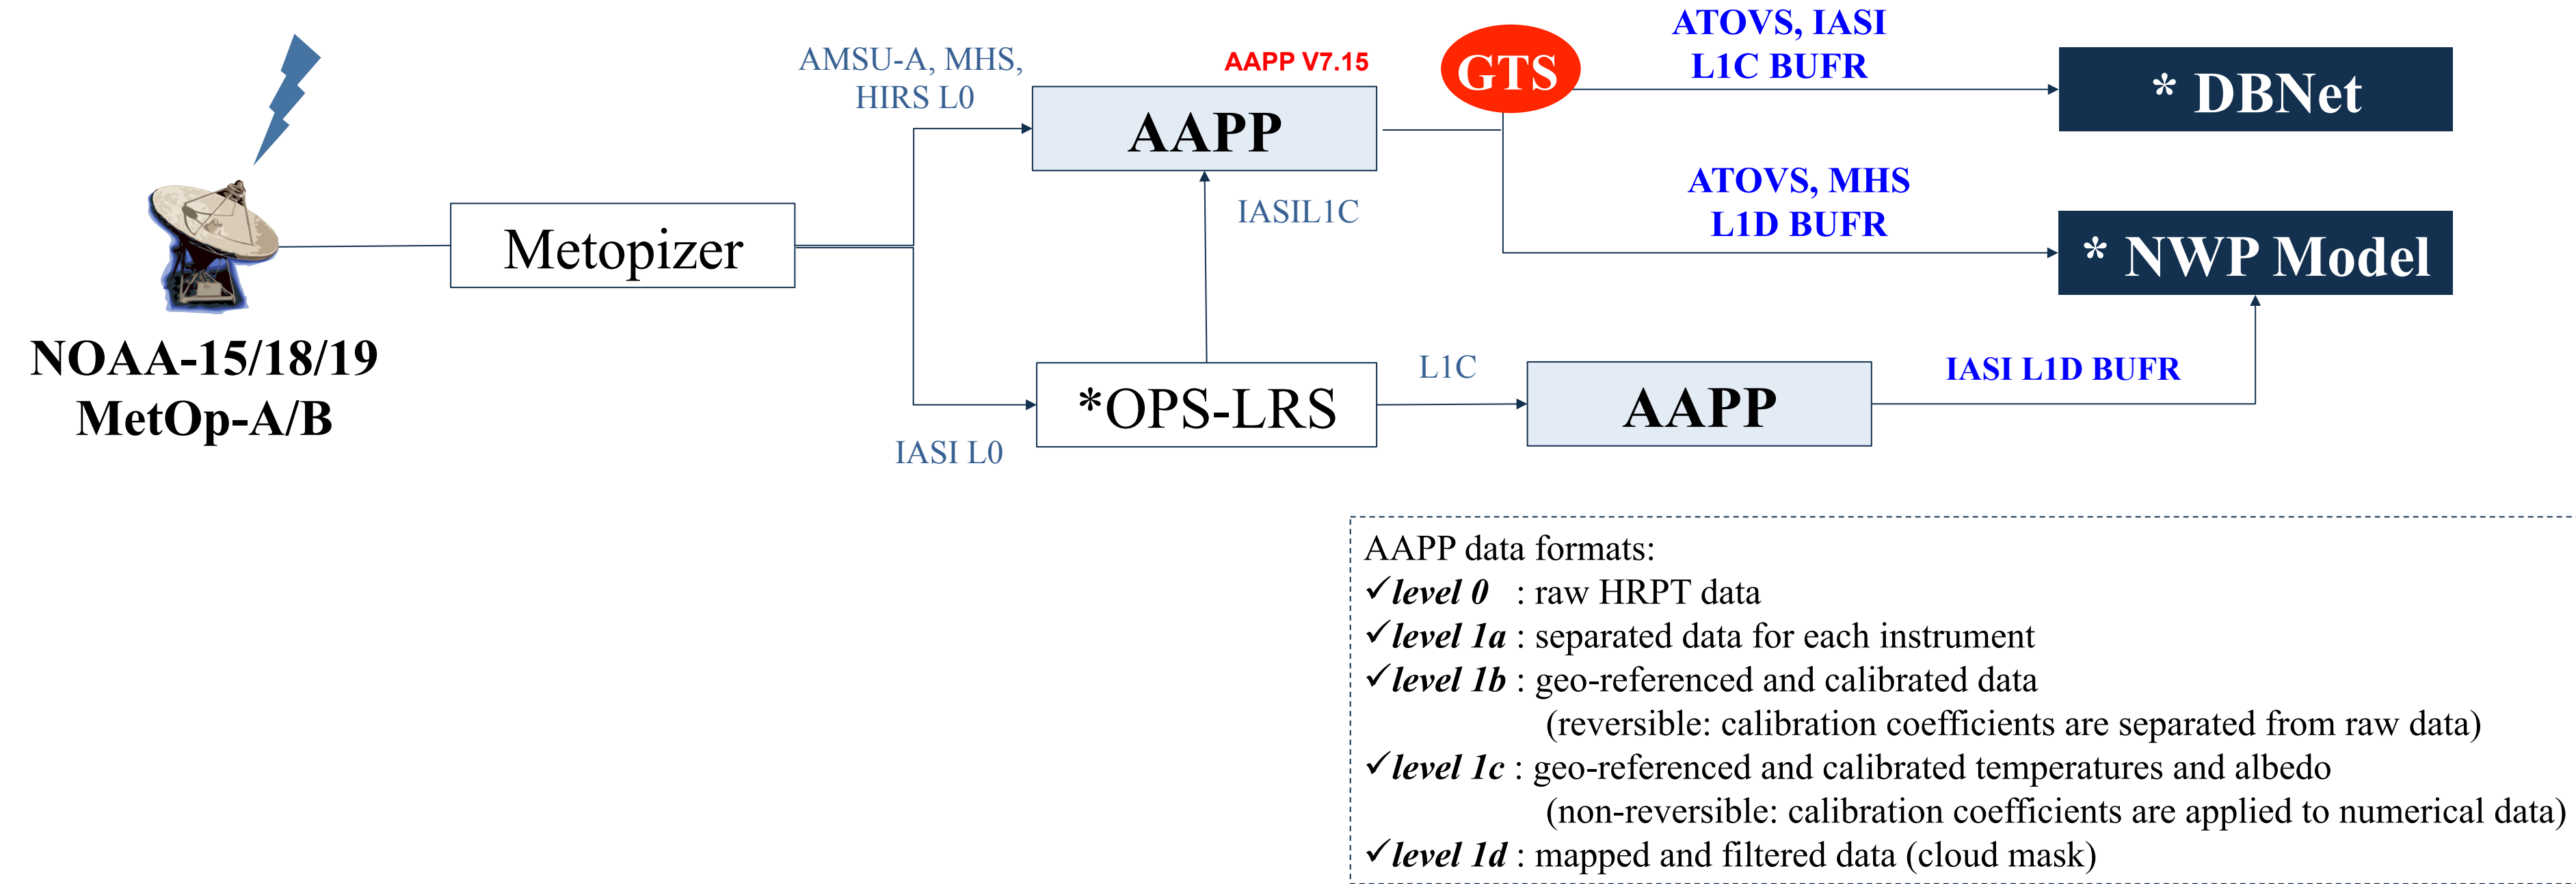 ATOVS, IASI
L1C BUFR
AMSU-A, MHS,
HIRS L0
AAPP V7.15
GTS
* DBNet
AAPP
ATOVS, MHS
L1D BUFR
IASIL1C
Metopizer
* NWP Model
NOAA-15/18/19
MetOp-A/B
*OPS-LRS
L1C
AAPP
IASI L1D BUFR
IASI L0
AAPP data formats:
✓level 0 : raw HRPT data
✓level 1a : separated data for each instrument
✓level 1b : geo-referenced and calibrated data
(reversible: calibration coefficients are separated from raw data)
✓level 1c : geo-referenced and calibrated temperatures and albedo
(non-reversible: calibration coefficients are applied to numerical data)
✓level 1d : mapped and filtered data (cloud mask)